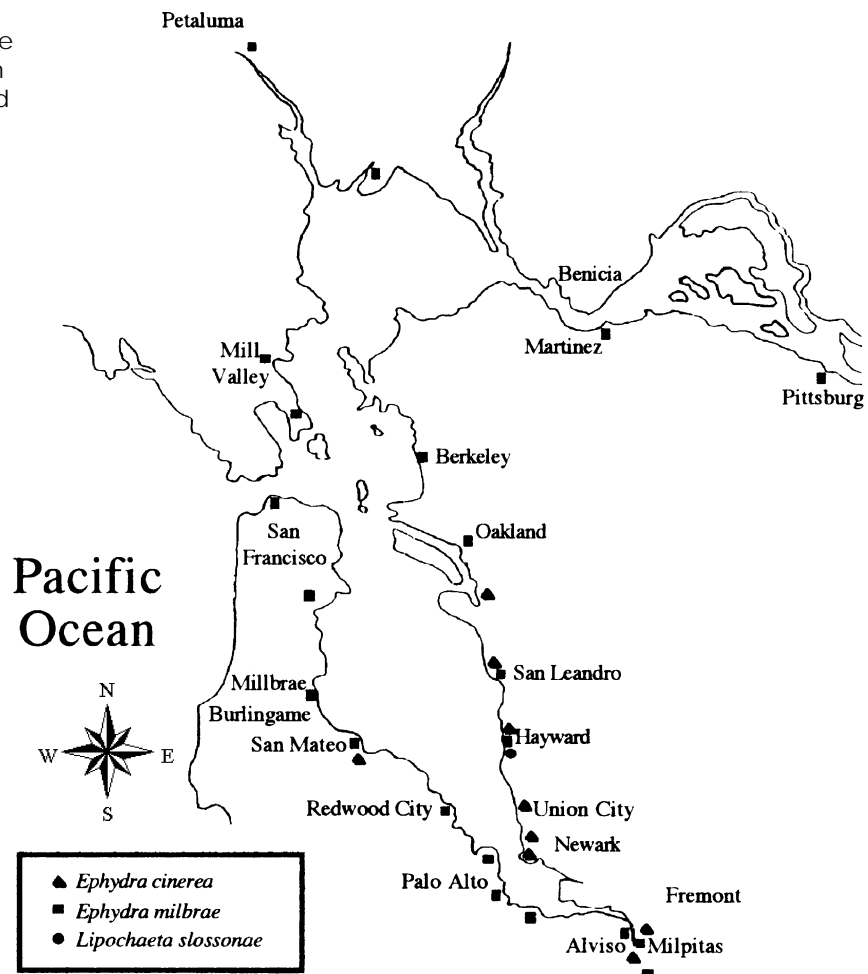 Petaluma
Benicia
Martinez
Pittsburg
Mill
Valley
Berkeley
Oakland
San
Francisco
Pacific
Ocean
San Leandro
Millbrae
Burlingame
Hayward
San Mateo
N
W E
S
Redwood City
Union City
Newark
Palo Alto
Fremont
Alviso
Milpitas
Ephydra cinerea
Ephydra milbrae
Lipochaeta slossonae